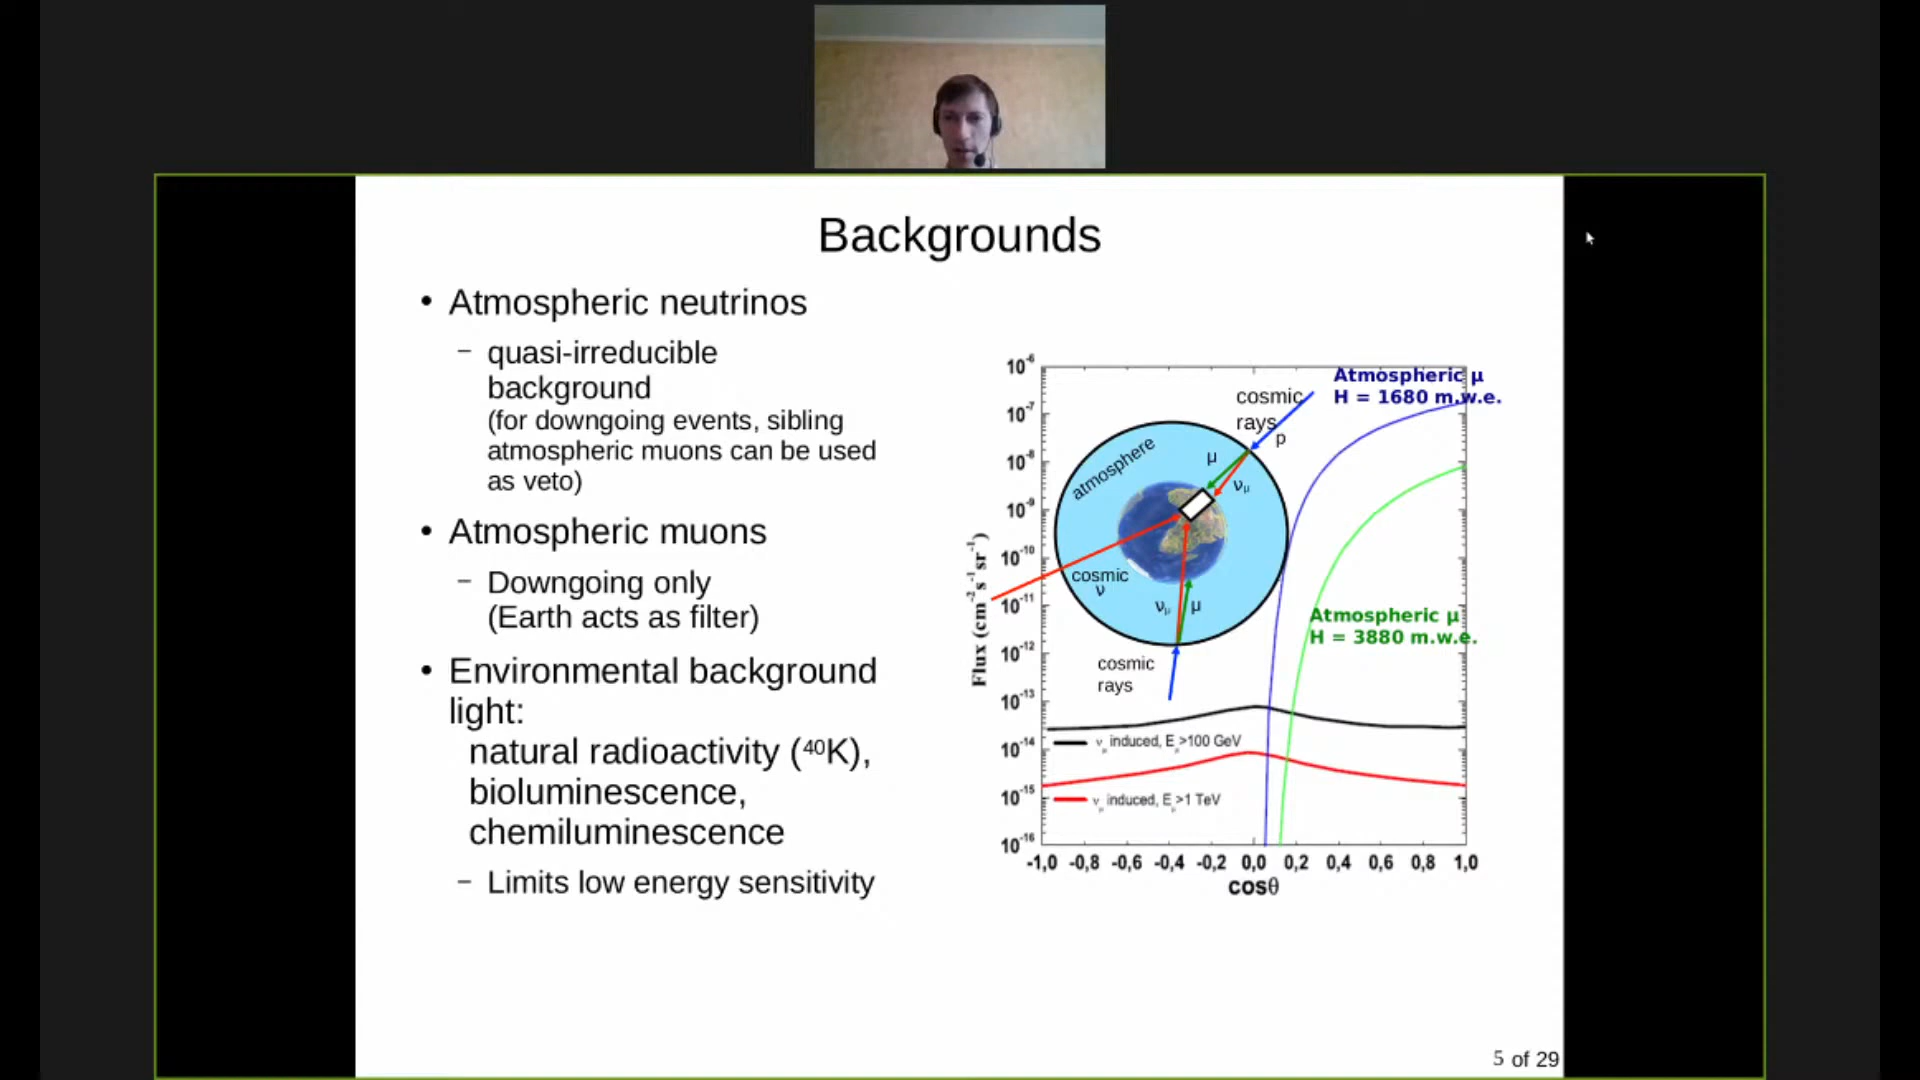 Backgrounds
• Atmospheric neutrinos
– quasi-irreducible
background
(for downgoing events, sibling
atmospheric muons can be used
as veto)
• Atmospheric muons
– Downgoing only
(Earth acts as filter)
• Environmental background
light:
natural radioactivity (⁴⁰K),
bioluminescence,
chemiluminescence
– Limits low energy sensitivity
Atmospheric μ
H = 1680 m.w.e.
cosmic
rays
p
atmosphere
μ
νμ
cosmic
ν
νμ μ
cosmic
rays
Atmospheric μ
H = 3880 m.w.e.
Flux (cm⁻² s⁻¹ sr⁻¹)
10⁻⁶
10⁻⁷
10⁻⁸
10⁻⁹
10⁻¹⁰
10⁻¹¹
10⁻¹²
10⁻¹³
10⁻¹⁴
10⁻¹⁵
10⁻¹⁶
νμ induced, Eμ>100 GeV
νμ induced, Eμ>1 TeV
-1,0 -0,8 -0,6 -0,4 -0,2 0,0 0,2 0,4 0,6 0,8 1,0
cosθ
5 of 29